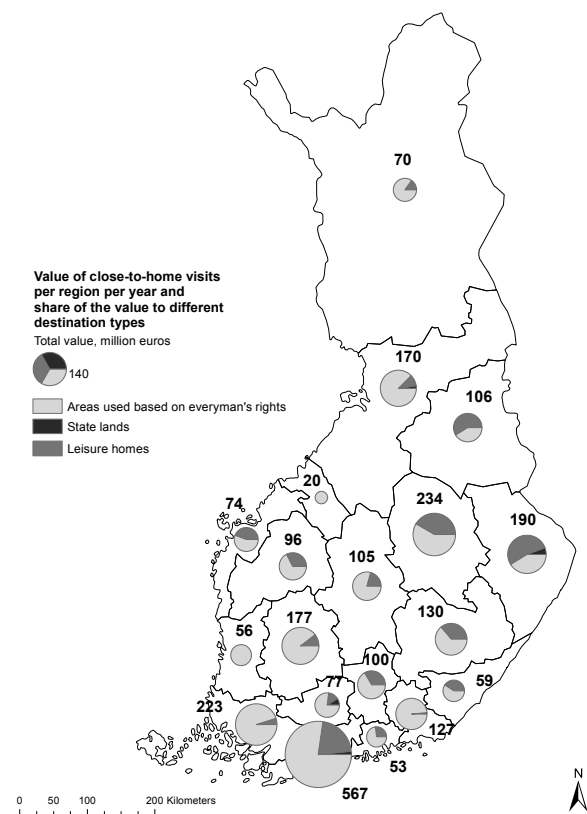 70
Value of close-to-home visits
per region per year and
share of the value to different
destination types
Total value, million euros
140
Areas used based on everyman's rights
State lands
Leisure homes
170
106
20
234
74
190
96
105
130
56
177
100
59
77
223
127
53
567
N
0 50 100 200 Kilometers